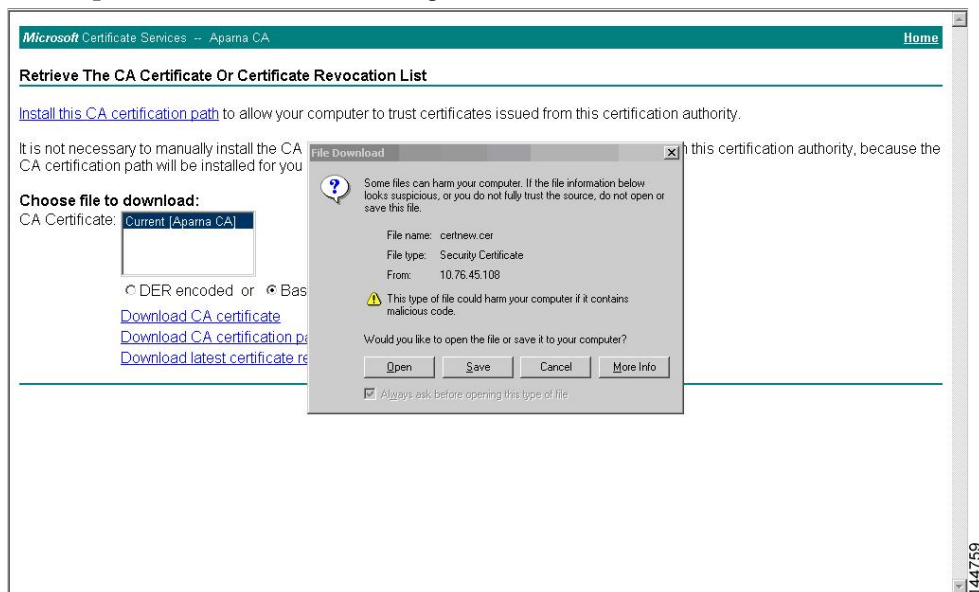 Microsoft Certificate Services -- Aparna CA Home
Retrieve The CA Certificate Or Certificate Revocation List
Install this CA certification path to allow your computer to trust certificates issued from this certification authority.
It is not necessary to manually install the CA this certification authority, because the
CA certification path will be installed for you
Choose file to download:
CA Certificate: Current [Aparna CA]
DER encoded or Bas
Download CA certificate
Download CA certification pa
Download latest certificate re
File Download
Some files can harm your computer. If the file information below
looks suspicious, or you do not fully trust the source, do not open or
save this file.
File name: certnew.cer
File type: Security Certificate
From: 10.76.45.108
This type of file could harm your computer if it contains
malicious code.
Would you like to open the file or save it to your computer?
Open Save Cancel More Info
Always ask before opening this type of file
144759